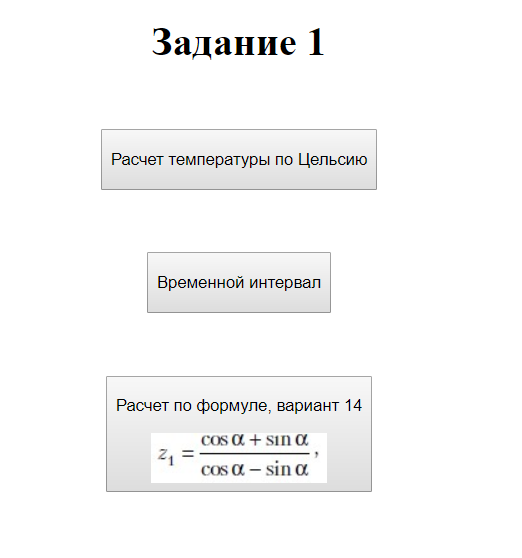 Задание 1
Расчет температуры по Цельсию
Временной интервал
Расчет по формуле, вариант 14
z₁ = (cos α + sin α) / (cos α − sin α) ,